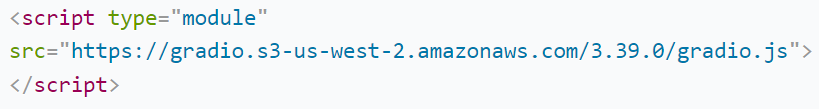 <script type="module"
src="https://gradio.s3-us-west-2.amazonaws.com/3.39.0/gradio.js">
</script>